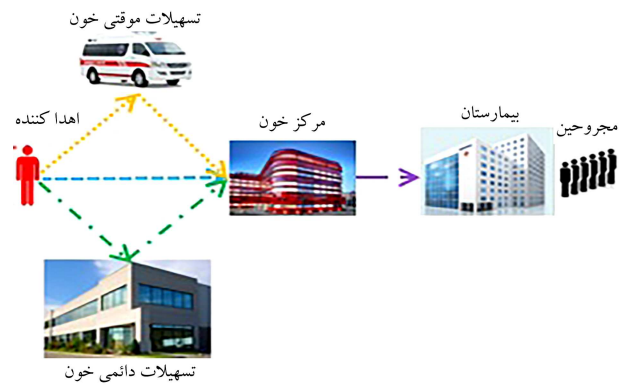 تسهیلات موقتی خون
اهدا کننده
مرکز خون
بیمارستان
مجروحین
تسهیلات دائمی خون